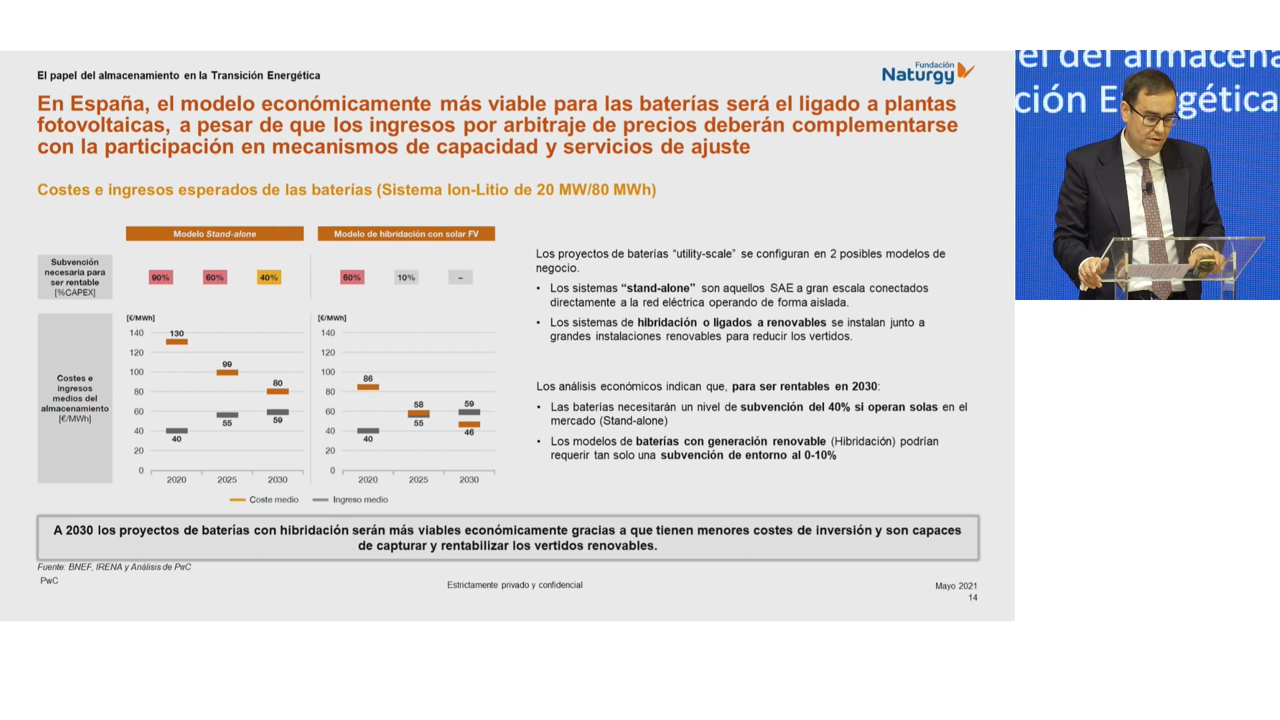 El papel del almacenamiento en la Transición Energética
Fundación
Naturgy
En España, el modelo económicamente más viable para las baterías será el ligado a plantas
fotovoltaicas, a pesar de que los ingresos por arbitraje de precios deberán complementarse
con la participación en mecanismos de capacidad y servicios de ajuste
Costes e ingresos esperados de las baterías (Sistema Ion-Litio de 20 MW/80 MWh)
Modelo Stand-alone
Modelo de hibridación con solar FV
Subvención
necesaria para
ser rentable
[%CAPEX]
90% 60% 40%
60% 10% –
Costes e
ingresos
medios del
almacenamiento
[€/MWh]
[€/MWh]
140
120
100
80
60
40
20
0
130
99
80
40
55
59
2020 2025 2030
[€/MWh]
140
120
100
80
60
40
20
0
86
58
59
40
55
46
2020 2025 2030
Coste medio Ingreso medio
Los proyectos de baterías “utility-scale” se configuran en 2 posibles modelos de
negocio.
• Los sistemas “stand-alone” son aquellos SAE a gran escala conectados
directamente a la red eléctrica operando de forma aislada.
• Los sistemas de hibridación o ligados a renovables se instalan junto a
grandes instalaciones renovables para reducir los vertidos.
Los análisis económicos indican que, para ser rentables en 2030:
• Las baterías necesitarán un nivel de subvención del 40% si operan solas en el
mercado (Stand-alone)
• Los modelos de baterías con generación renovable (Hibridación) podrían
requerir tan solo una subvención de entorno al 0-10%
A 2030 los proyectos de baterías con hibridación serán más viables económicamente gracias a que tienen menores costes de inversión y son capaces
de capturar y rentabilizar los vertidos renovables.
Fuente: BNEF, IRENA y Análisis de PwC
PwC
Estrictamente privado y confidencial
Mayo 2021
14
el del almacena
ción E ergética